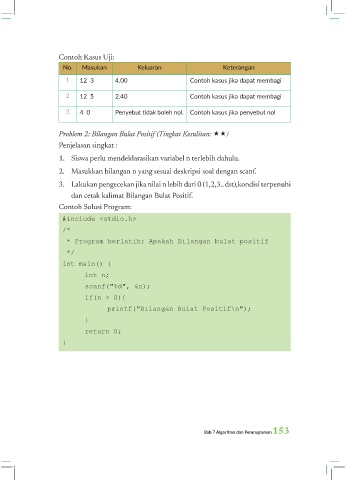 Contoh Kasus Uji:
No. Masukan Keluaran Keterangan
1 12 3 4.00 Contoh kasus jika dapat membagi
2 12 5 2.40 Contoh kasus jika dapat membagi
3 4 0 Penyebut tidak boleh nol. Contoh kasus jika penyebut nol
Problem 2: Bilangan Bulat Positif (Tingkat Kesulitan: ★★)
Penjelasan singkat :
1. Siswa perlu mendeklarasikan variabel n terlebih dahulu.
2. Masukkan bilangan n yang sesuai deskripsi soal dengan scanf.
3. Lakukan pengecekan jika nilai n lebih dari 0 (1,2,3..dst),kondisi terpenuhi
dan cetak kalimat Bilangan Bulat Positif.
Contoh Solusi Program:
#include <stdio.h>
/*
* Program berlatih: Apakah Bilangan bulat positif
*/
int main() {
int n;
scanf("%d", &n);
if(n > 0){
printf("Bilangan Bulat Positif\n");
}
return 0;
}
Bab 7 Algoritma dan Pemrograman 153